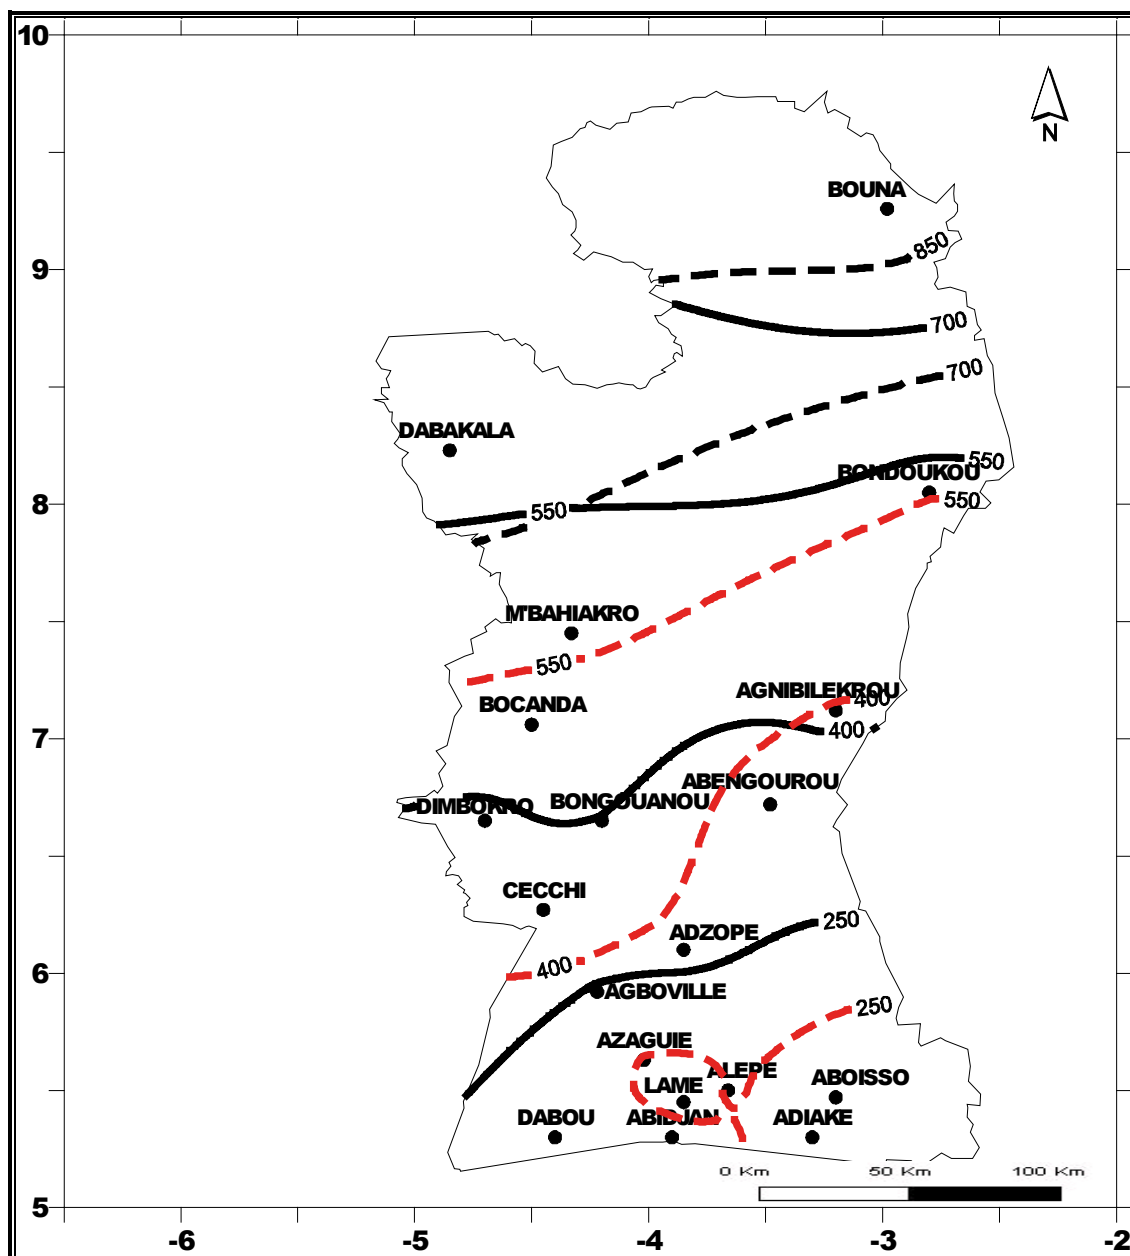 10
N
BOUNA
850
9
700
700
DABAKALA
550
BONDOUKOU
550
550
8
M'BAHIAKRO
550
AGNIBILEKROU
400
BOCANDA
400
7
ABENGOUROU
DIMBOKRO
BONGOUANOU
CECCHI
250
ADZOPE
400
6
AGBOVILLE
250
AZAGUIE
ALEPE
ABOISSO
LAME
DABOU
ABIDJAN
ADIAKE
0 Km
50 Km
100 Km
5
-6
-5
-4
-3
-2